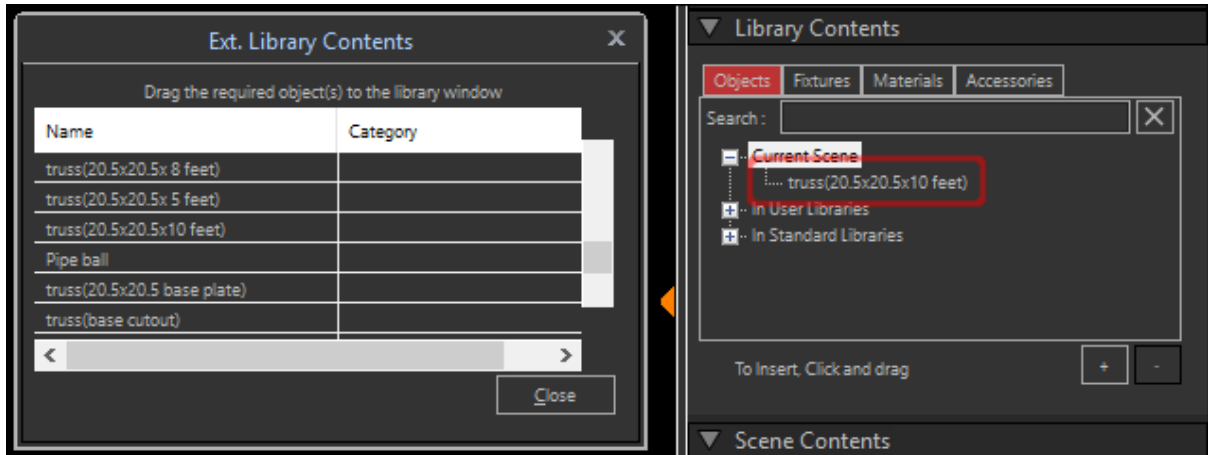 Ext. Library Contents
x
Drag the required object(s) to the library window
Name Category
truss(20.5x20.5x 8 feet)
truss(20.5x20.5x 5 feet)
truss(20.5x20.5x10 feet)
Pipe ball
truss(20.5x20.5 base plate)
truss(base cutout)
Close
Library Contents
Objects Fixtures Materials Accessories
Search :
Current Scene
truss(20.5x20.5x10 feet)
In User Libraries
In Standard Libraries
To Insert, Click and drag
+ -
Scene Contents